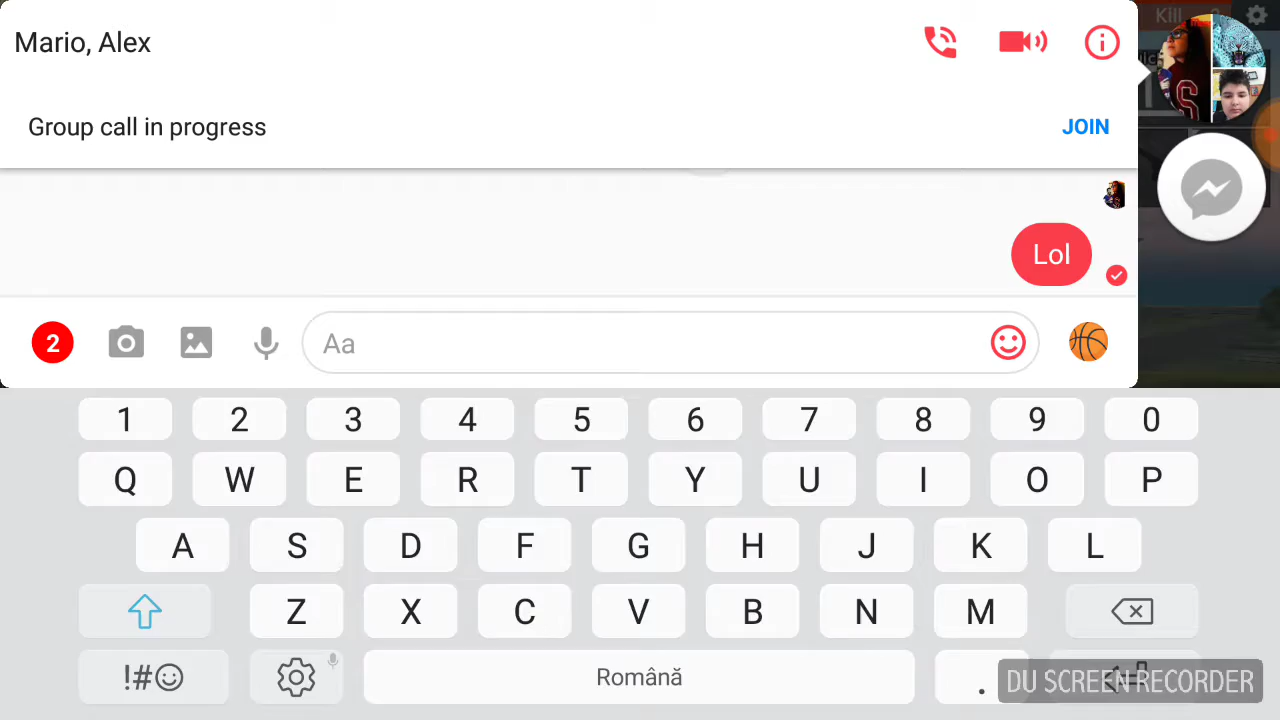 Mario, Alex
Kill
Group call in progress
JOIN
Lol
2
Aa
1 2 3 4 5 6 7 8 9 0
Q W E R T Y U I O P
A S D F G H J K L
Z X C V B N M
!#
Română
.
DU SCREEN RECORDER